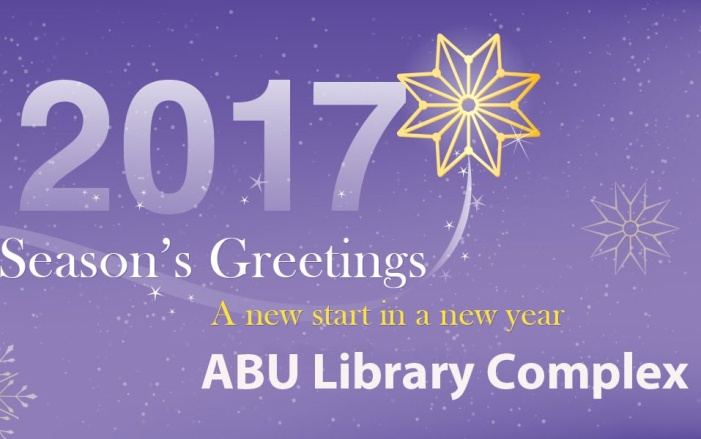 2017
Season's Greetings
A new start in a new year
ABU Library Complex